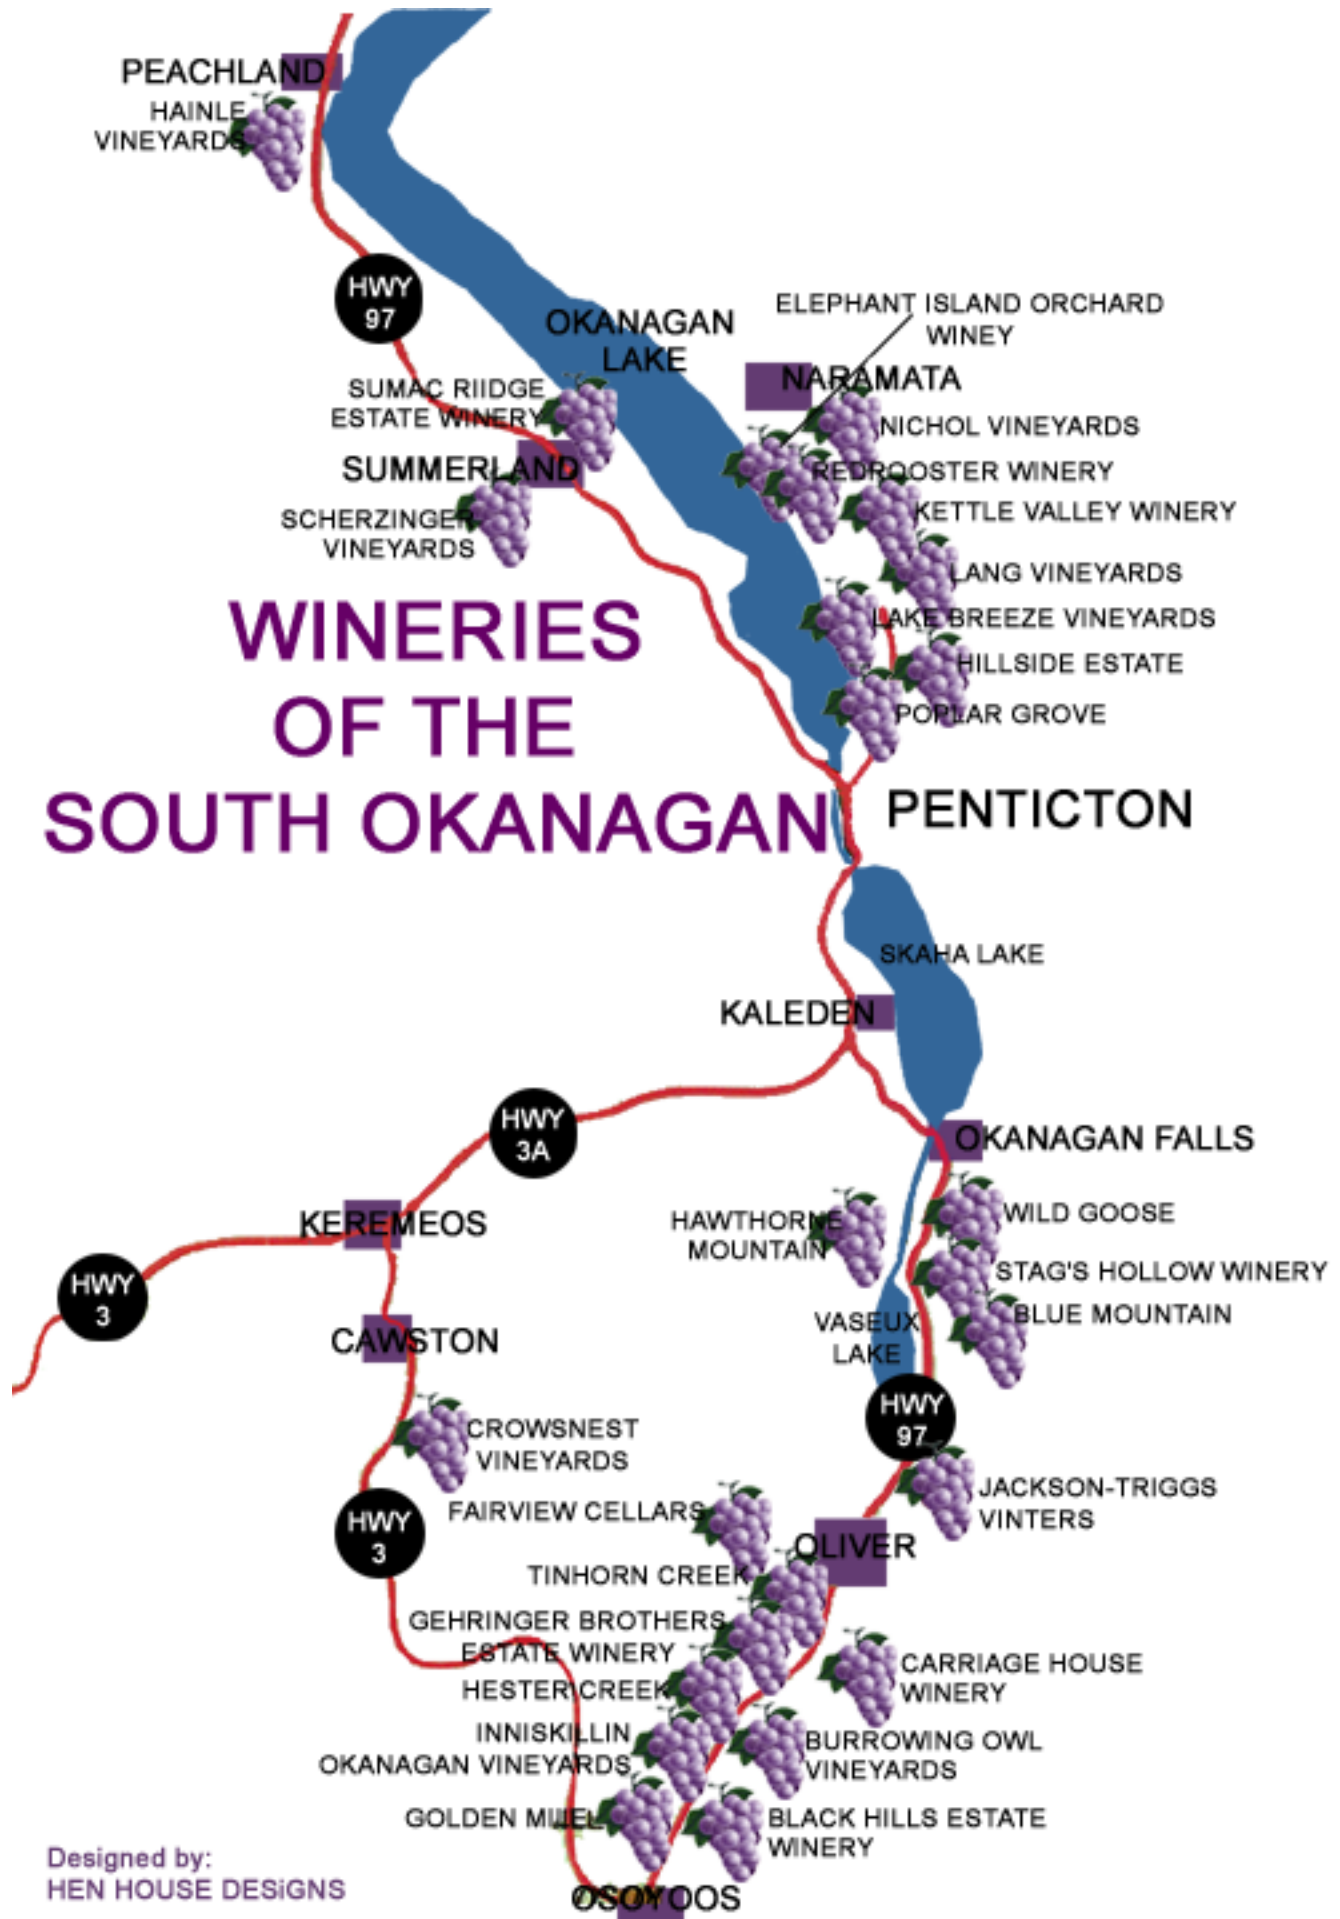 PEACHLAND
HAINLE
VINEYARDS
HWY
97
OKANAGAN
LAKE
ELEPHANT ISLAND ORCHARD
WINEY
NARAMATA
SUMAC RIIDGE
ESTATE WINERY
NICHOL VINEYARDS
SUMMERLAND
REDROOSTER WINERY
SCHERZINGER
VINEYARDS
KETTLE VALLEY WINERY
LANG VINEYARDS
LAKE BREEZE VINEYARDS
HILLSIDE ESTATE
POPLAR GROVE
WINERIES
OF THE
SOUTH OKANAGAN
PENTICTON
SKAHA LAKE
KALEDEN
HWY
3A
OKANAGAN FALLS
KEREMEOS
HAWTHORNE
MOUNTAIN
WILD GOOSE
STAG'S HOLLOW WINERY
BLUE MOUNTAIN
HWY
3
VASEUX
LAKE
CAWSTON
HWY
97
CROWSNEST
VINEYARDS
JACKSON-TRIGGS
VINTERS
HWY
3
FAIRVIEW CELLARS
OLIVER
TINHORN CREEK
GEHRINGER BROTHERS
ESTATE WINERY
CARRIAGE HOUSE
WINERY
HESTER CREEK
INNISKILLIN
OKANAGAN VINEYARDS
BURROWING OWL
VINEYARDS
GOLDEN
BLACK HILLS ESTATE
WINERY
OSOYOOS
Designed by:
HEN HOUSE DESiGNS